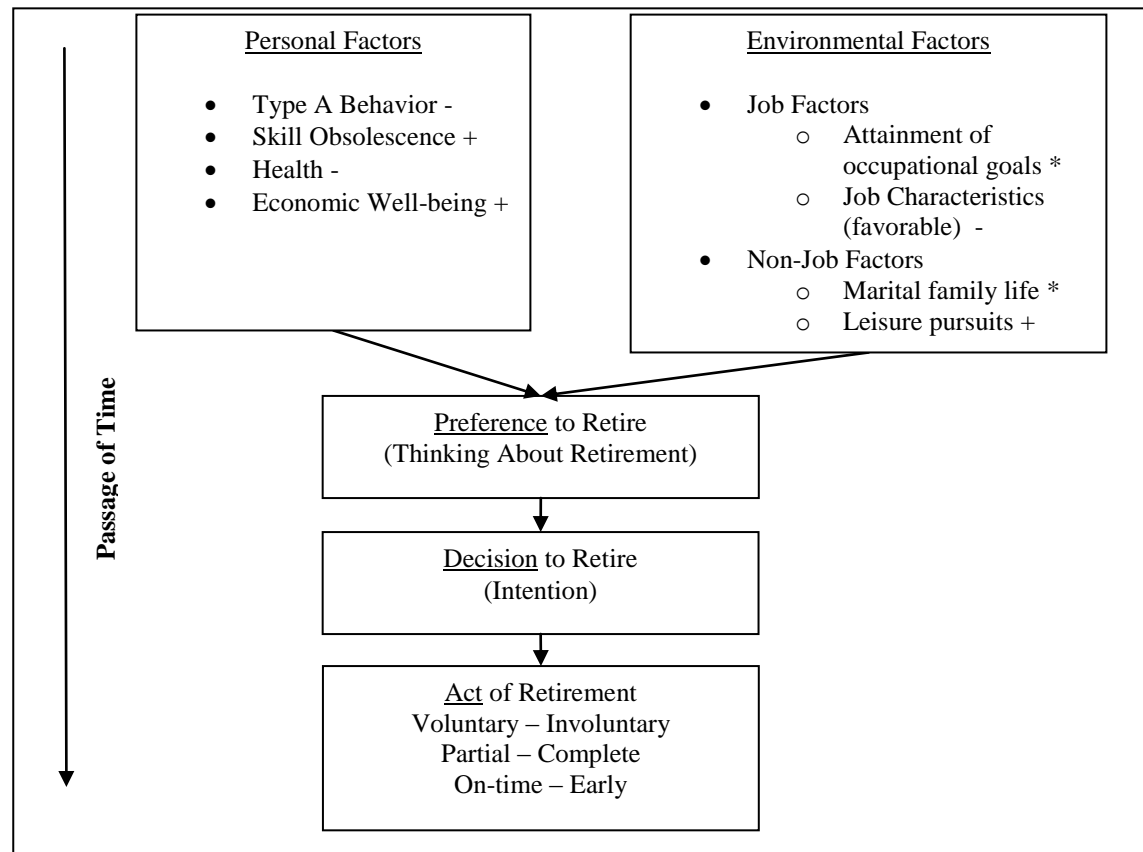 Personal Factors
• Type A Behavior -
• Skill Obsolescence +
• Health -
• Economic Well-being +
Environmental Factors
• Job Factors
o Attainment of
occupational goals *
o Job Characteristics
(favorable) -
• Non-Job Factors
o Marital family life *
o Leisure pursuits +
Passage of Time
Preference to Retire
(Thinking About Retirement)
Decision to Retire
(Intention)
Act of Retirement
Voluntary – Involuntary
Partial – Complete
On-time – Early